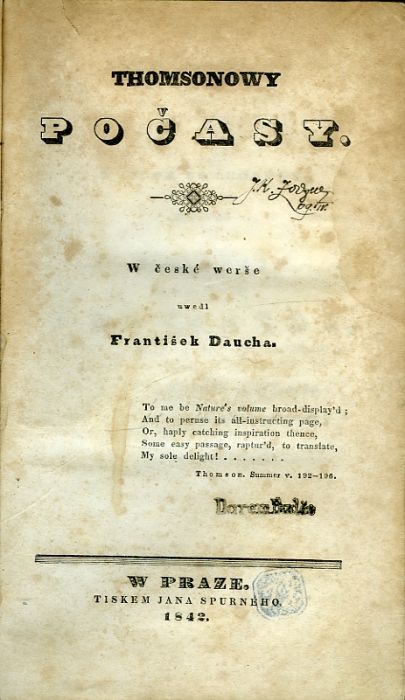 THOMSONOWY
POČASY.
W české werše
uwedl
František Daucha.
To me be Nature's volume broad-display'd ;
And to peruse its all-instructing page,
Or, haply catching inspiration thence,
Some easy passage, raptur'd, to translate,
My sole delight! . . . . . . .
Thomson. Summer v. 192—196.
W PRAZE.
TISKEM JANA SPURNÉHO.
1842.